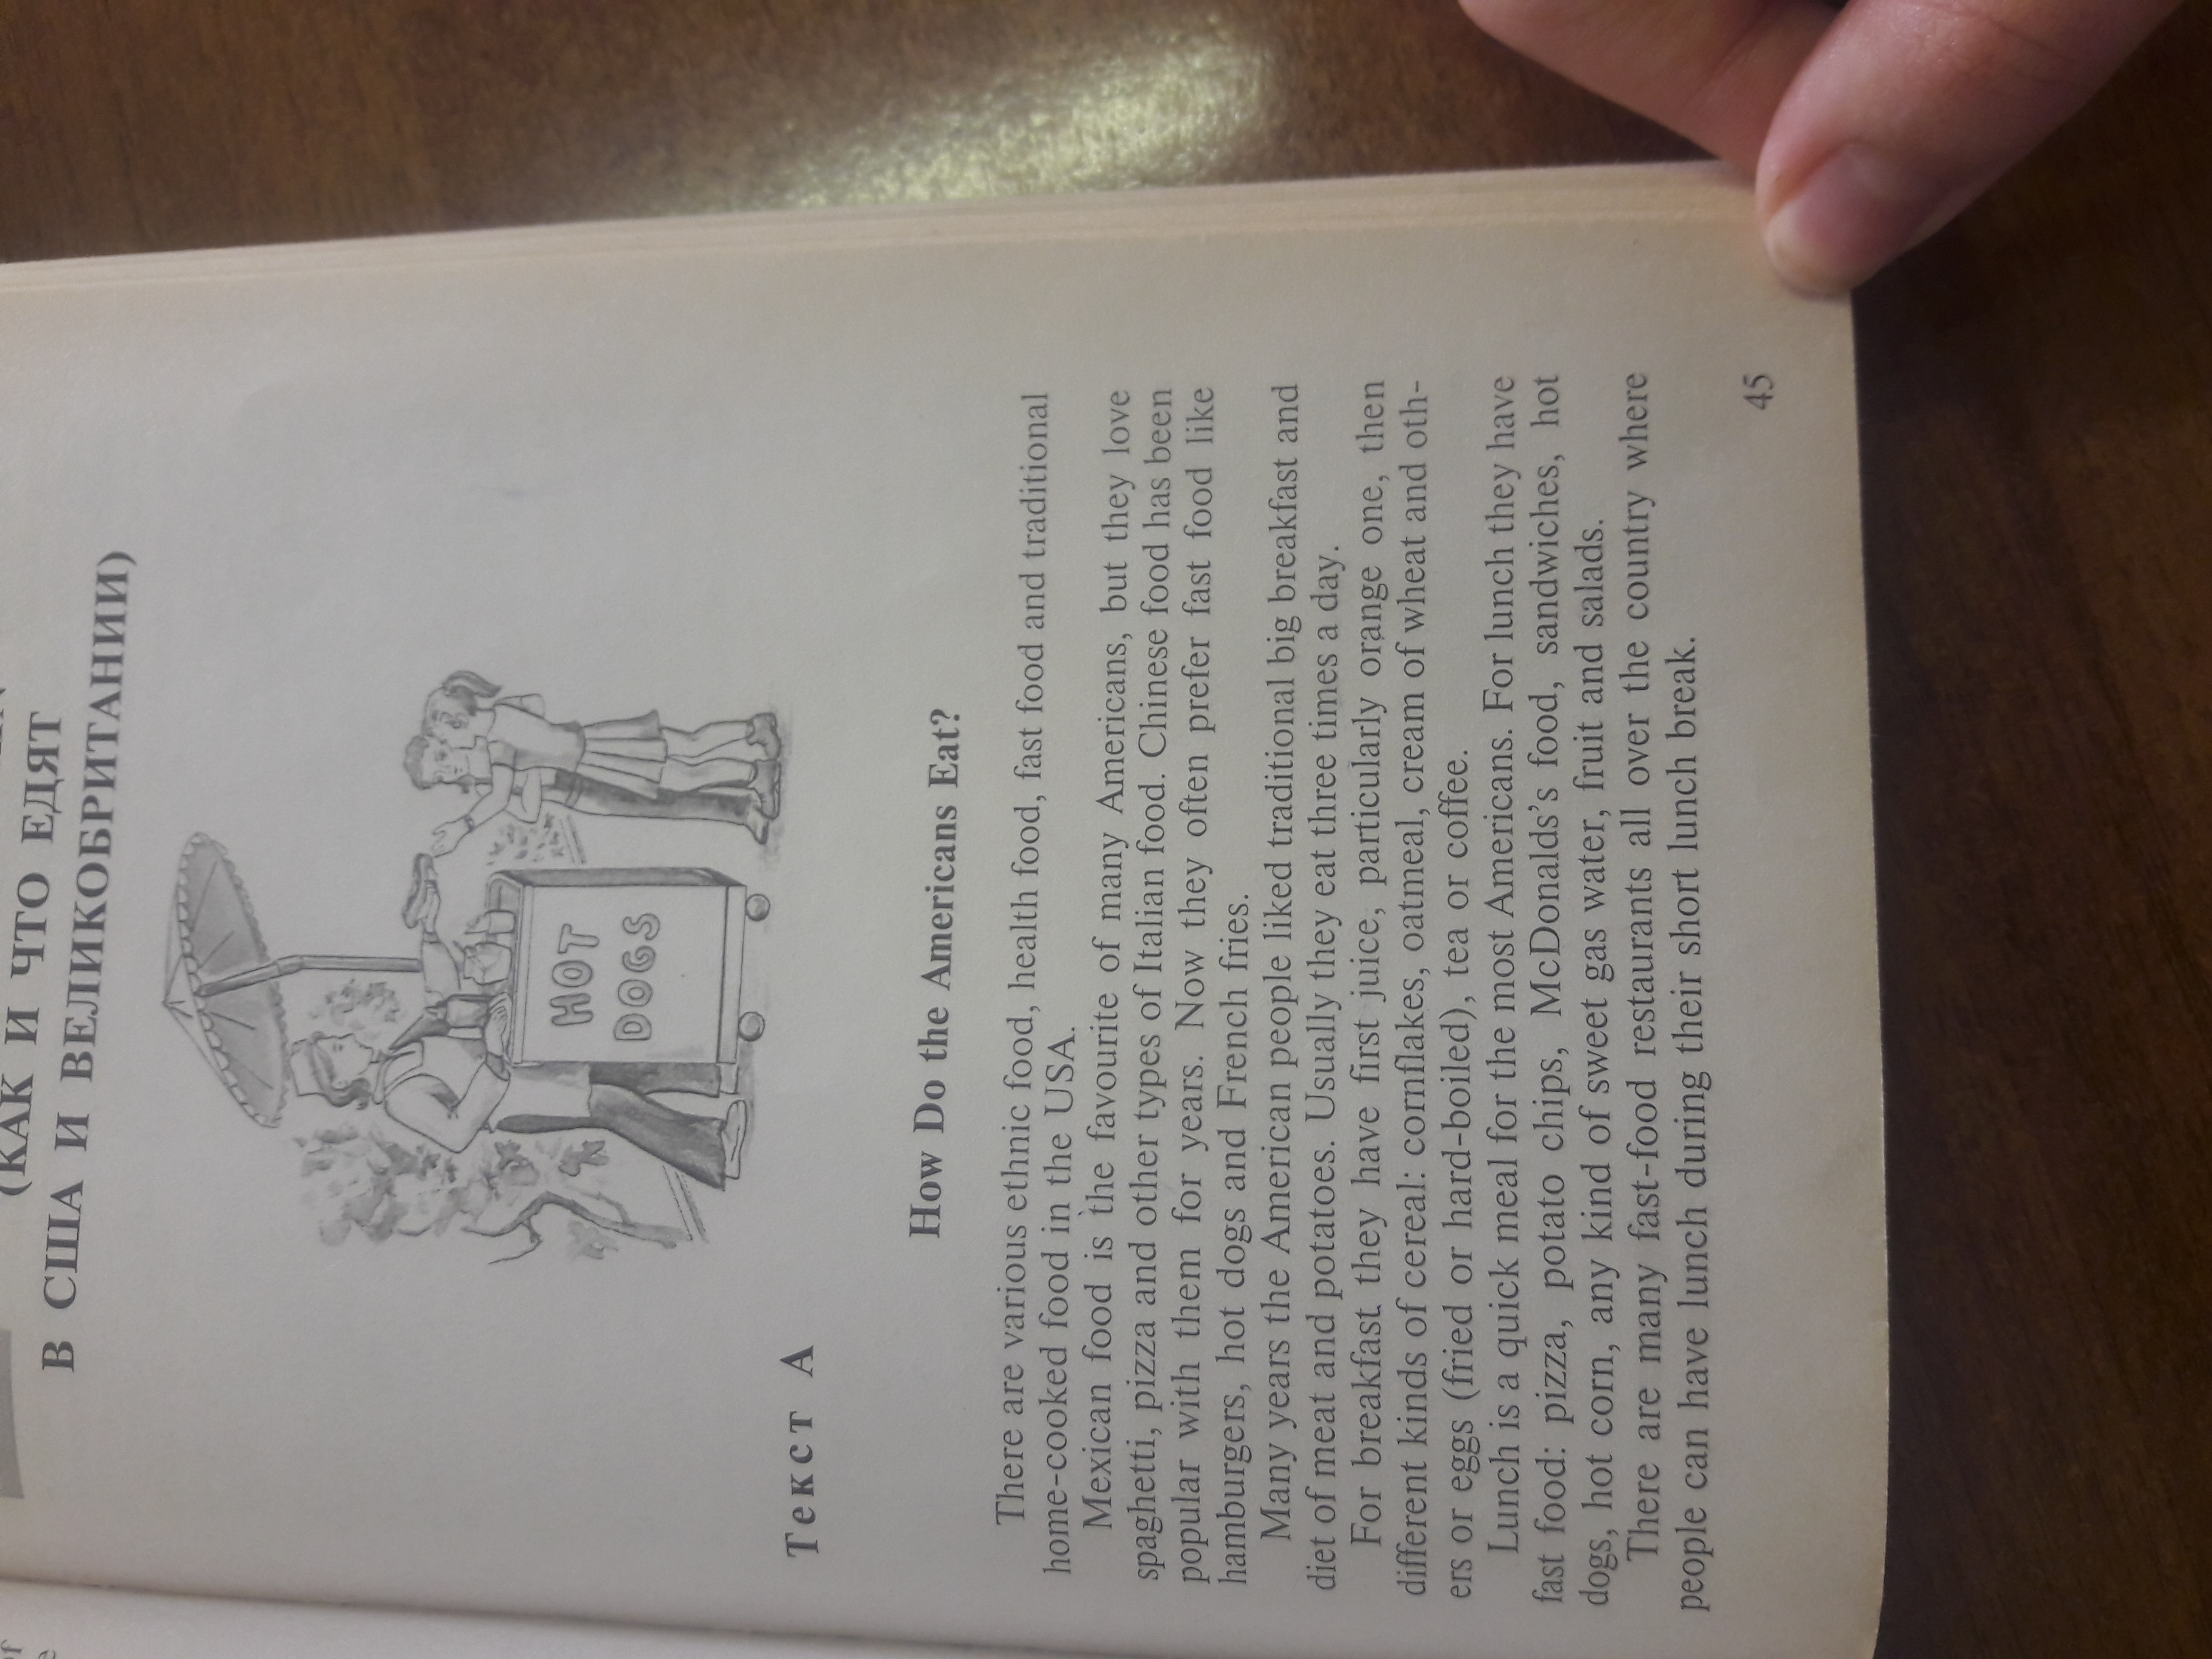 (КАК И ЧТО ЕДЯТ
В США И ВЕЛИКОБРИТАНИИ)
HOT
DOGS
Текст А
How Do the Americans Eat?
There are various ethnic food, health food, fast food and traditional
home-cooked food in the USA.
Mexican food is the favourite of many Americans, but they love
spaghetti, pizza and other types of Italian food. Chinese food has been
popular with them for years. Now they often prefer fast food like
hamburgers, hot dogs and French fries.
Many years the American people liked traditional big breakfast and
diet of meat and potatoes. Usually they eat three times a day.
For breakfast they have first juice, particularly orange one, then
different kinds of cereal: cornflakes, oatmeal, cream of wheat and oth-
ers or eggs (fried or hard-boiled), tea or coffee.
Lunch is a quick meal for the most Americans. For lunch they have
fast food: pizza, potato chips, McDonalds's food, sandwiches, hot
dogs, hot corn, any kind of sweet gas water, fruit and salads.
There are many fast-food restaurants all over the country where
people can have lunch during their short lunch break.
45